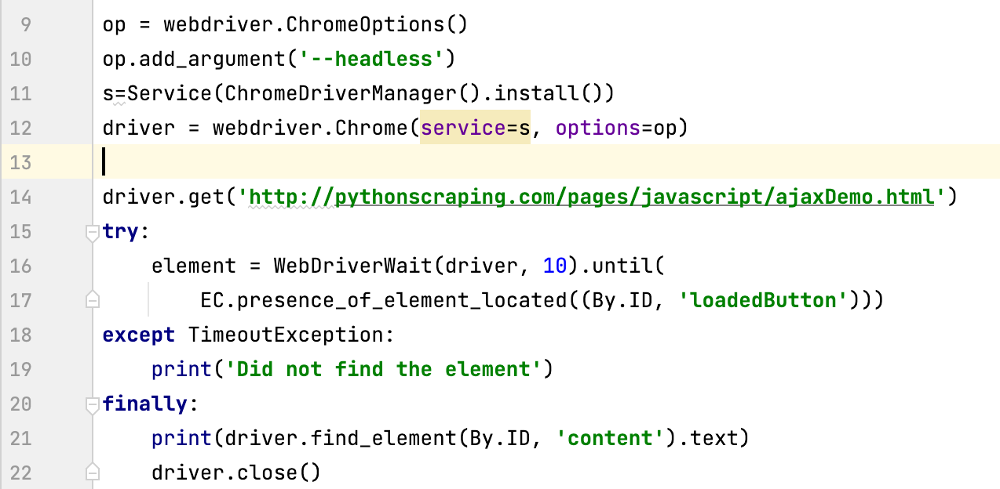 9 op = webdriver.ChromeOptions()
10 op.add_argument('--headless')
11 s=Service(ChromeDriverManager().install())
12 driver = webdriver.Chrome(service=s, options=op)
13
14 driver.get('http://pythonscraping.com/pages/javascript/ajaxDemo.html')
15 try:
16     element = WebDriverWait(driver, 10).until(
17         EC.presence_of_element_located((By.ID, 'loadedButton')))
18 except TimeoutException:
19     print('Did not find the element')
20 finally:
21     print(driver.find_element(By.ID, 'content').text)
22     driver.close()